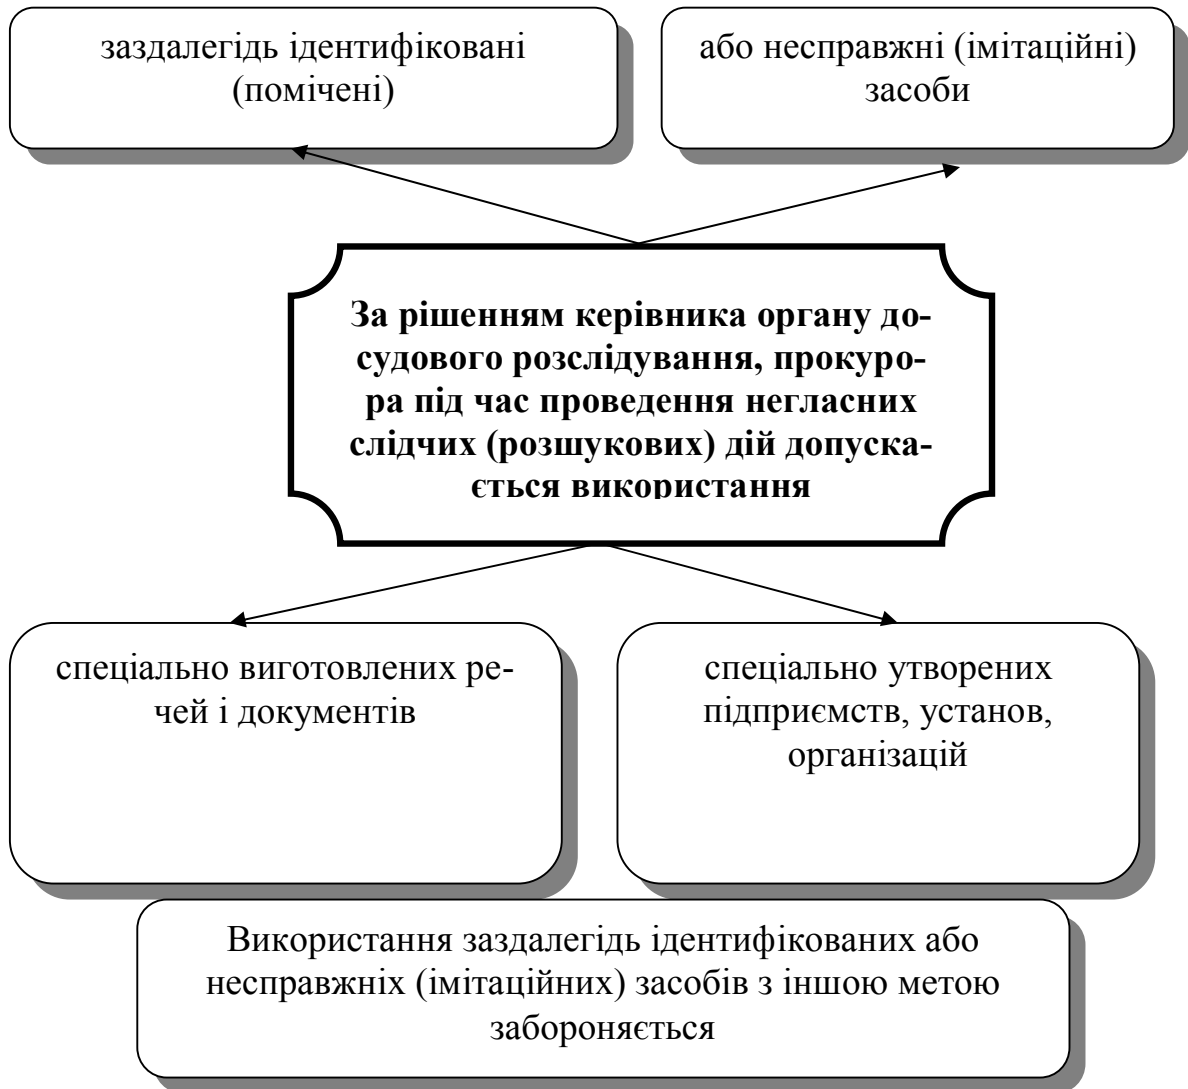 заздалегідь ідентифіковані
(помічені)
або несправжні (імітаційні)
засоби
За рішенням керівника органу до-
судового розслідування, прокуро-
ра під час проведення негласних
слідчих (розшукових) дій допуска-
ється використання
спеціально виготовлених ре-
чей і документів
спеціально утворених
підприємств, установ,
організацій
Використання заздалегідь ідентифікованих або
несправжніх (імітаційних) засобів з іншою метою
забороняється